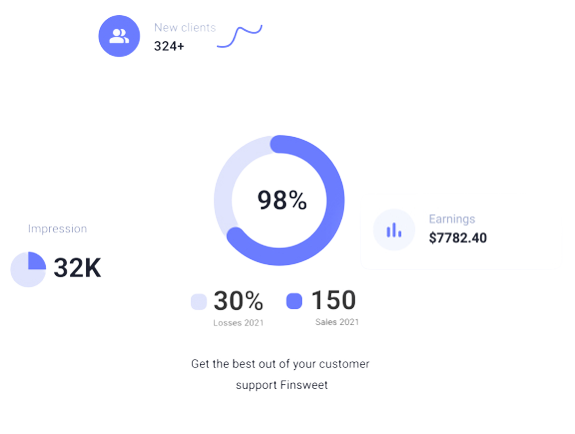 New clients
324+
98%
Earnings
$7782.40
Impression
32K
30%
Losses 2021
150
Sales 2021
Get the best out of your customer
support Finsweet